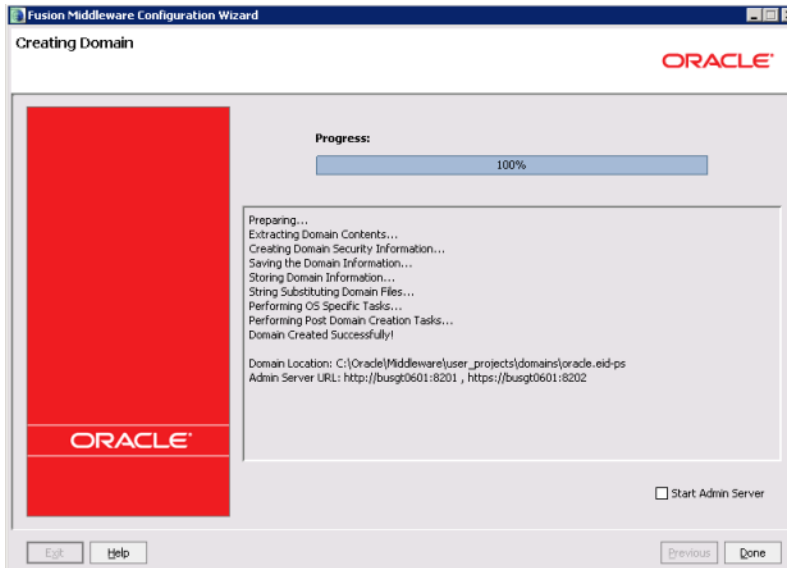 Fusion Middleware Configuration Wizard
Creating Domain
ORACLE
Progress:
100%
Preparing...
Extracting Domain Contents...
Creating Domain Security Information...
Saving the Domain Information...
Storing Domain Information...
String Substituting Domain Files...
Performing OS Specific Tasks...
Performing Post Domain Creation Tasks...
Domain Created Successfully!
Domain Location: C:\Oracle\Middleware\user_projects\domains\oracle.eid-ps
Admin Server URL: http://busgt0601:8201 , https://busgt0601:8202
ORACLE
Start Admin Server
Exit Help Previous Done